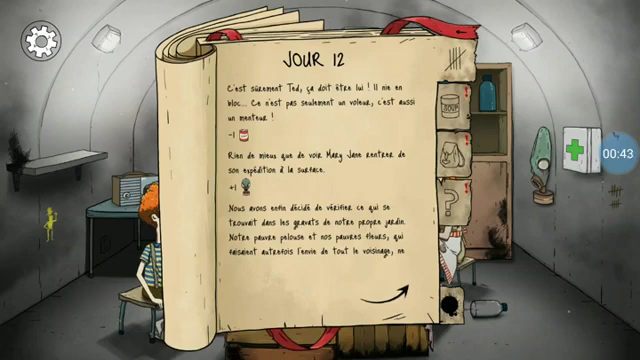 JOUR 12
C'est sûrement Ted, ça doit être lui ! Il nie en
bloc... Ce n'est pas seulement un voleur, c'est aussi
un menteur !
-1
Rien de mieux que de voir Mary Jane rentrer de
son expédition à la surface.
+1
Nous avons enfin décidé de vérifier ce qui se
trouvait dans les gravats de notre propre jardin.
Notre pauvre pelouse et nos pauvres fleurs, qui
faisaient autrefois l'envie de tout le voisinage, ne
SOUP
!
!
?
!
00:43